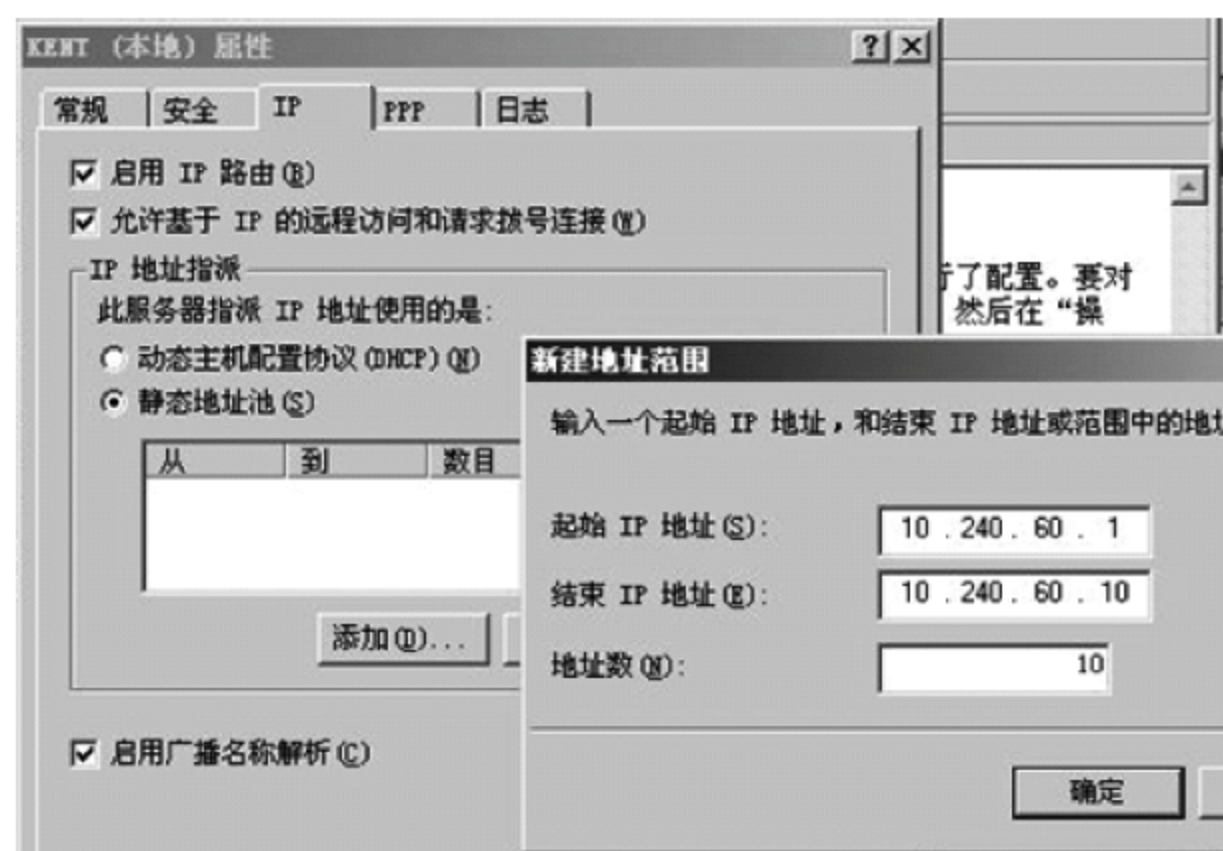 KENT (本地) 属性
常规 安全 IP PPP 日志
启用 IP 路由(R)
允许基于 IP 的远程访问和请求拨号连接(W)
IP 地址指派
此服务器指派 IP 地址使用的是:
动态主机配置协议(DHCP)(N)
静态地址池(S)
从 到 数目
添加(D)...
启用广播名称解析(C)
行了配置。要对
然后在“操
新建地址范围
输入一个起始 IP 地址,和结束 IP 地址或范围中的地址
起始 IP 地址(S):
10 . 240 . 60 . 1
结束 IP 地址(E):
10 . 240 . 60 . 10
地址数(N):
10
确定